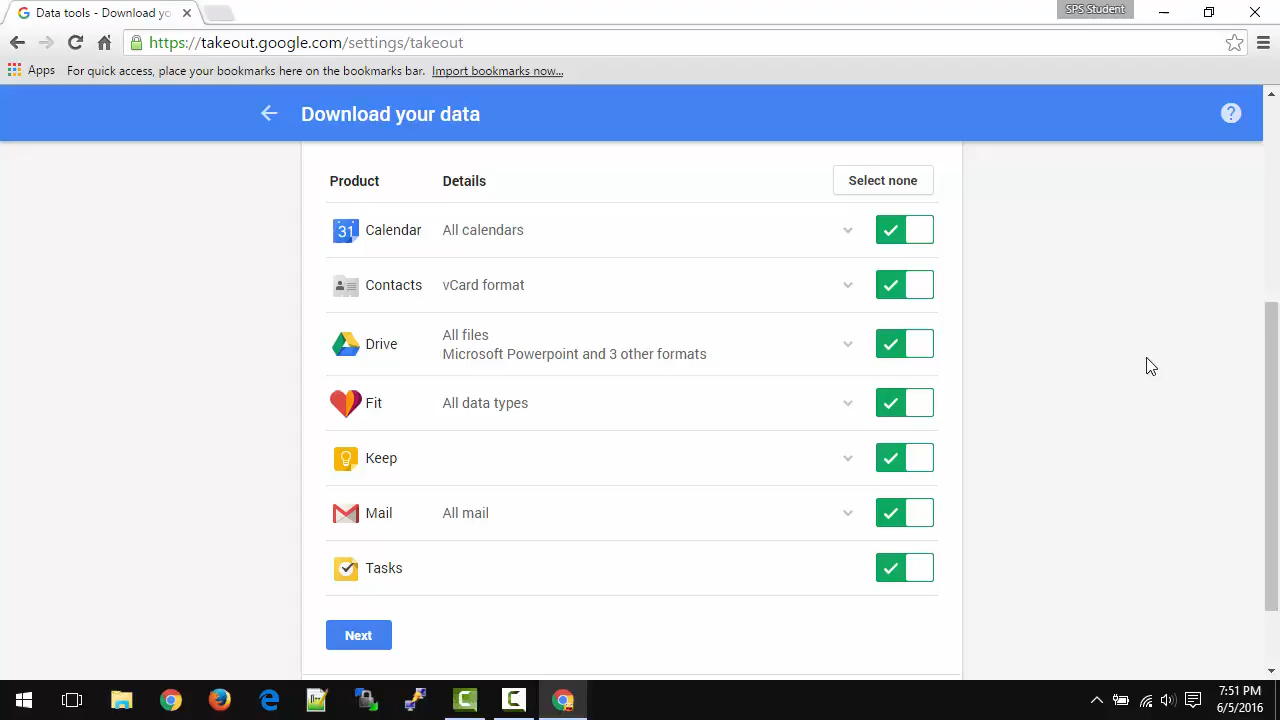 Data tools - Download yo
SPS Student
https://takeout.google.com/settings/takeout
Apps For quick access, place your bookmarks here on the bookmarks bar. Import bookmarks now...
Download your data
?
Product Details Select none
31 Calendar All calendars
Contacts vCard format
Drive All files
Microsoft Powerpoint and 3 other formats
Fit All data types
Keep
Mail All mail
Tasks
Next
7:51 PM
6/5/2016